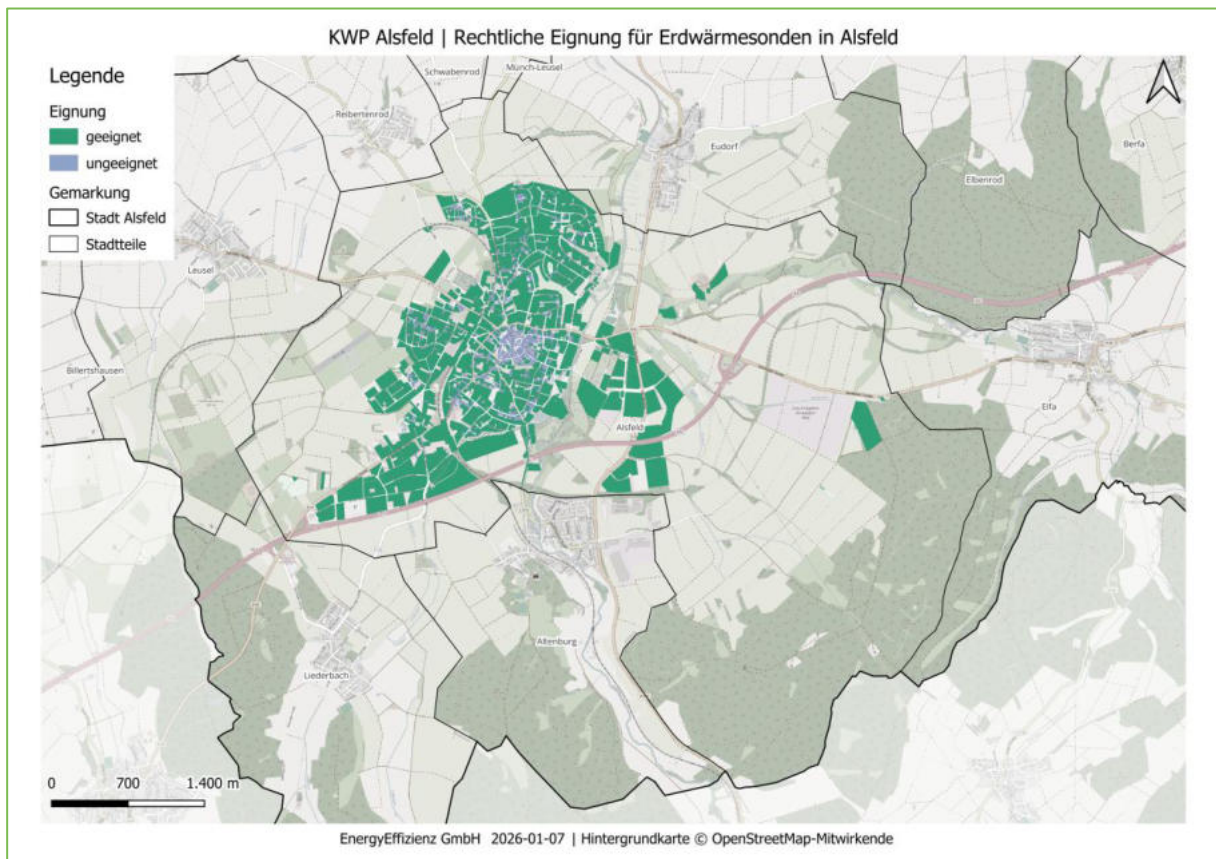 KWP Alsfeld | Rechtliche Eignung für Erdwärmesonden in Alsfeld
Legende
Eignung
geeignet
ungeeignet
Gemarkung
Stadt Alsfeld
Stadtteile
Schwabenrod
Münch-Leusel
Reibertenrod
Eudorf
Berfa
Elbenrod
Leusel
Billertshausen
Eifa
Alsfeld
Altenburg
Liederbach
0 700 1.400 m
EnergyEffizienz GmbH 2026-01-07 | Hintergrundkarte © OpenStreetMap-Mitwirkende